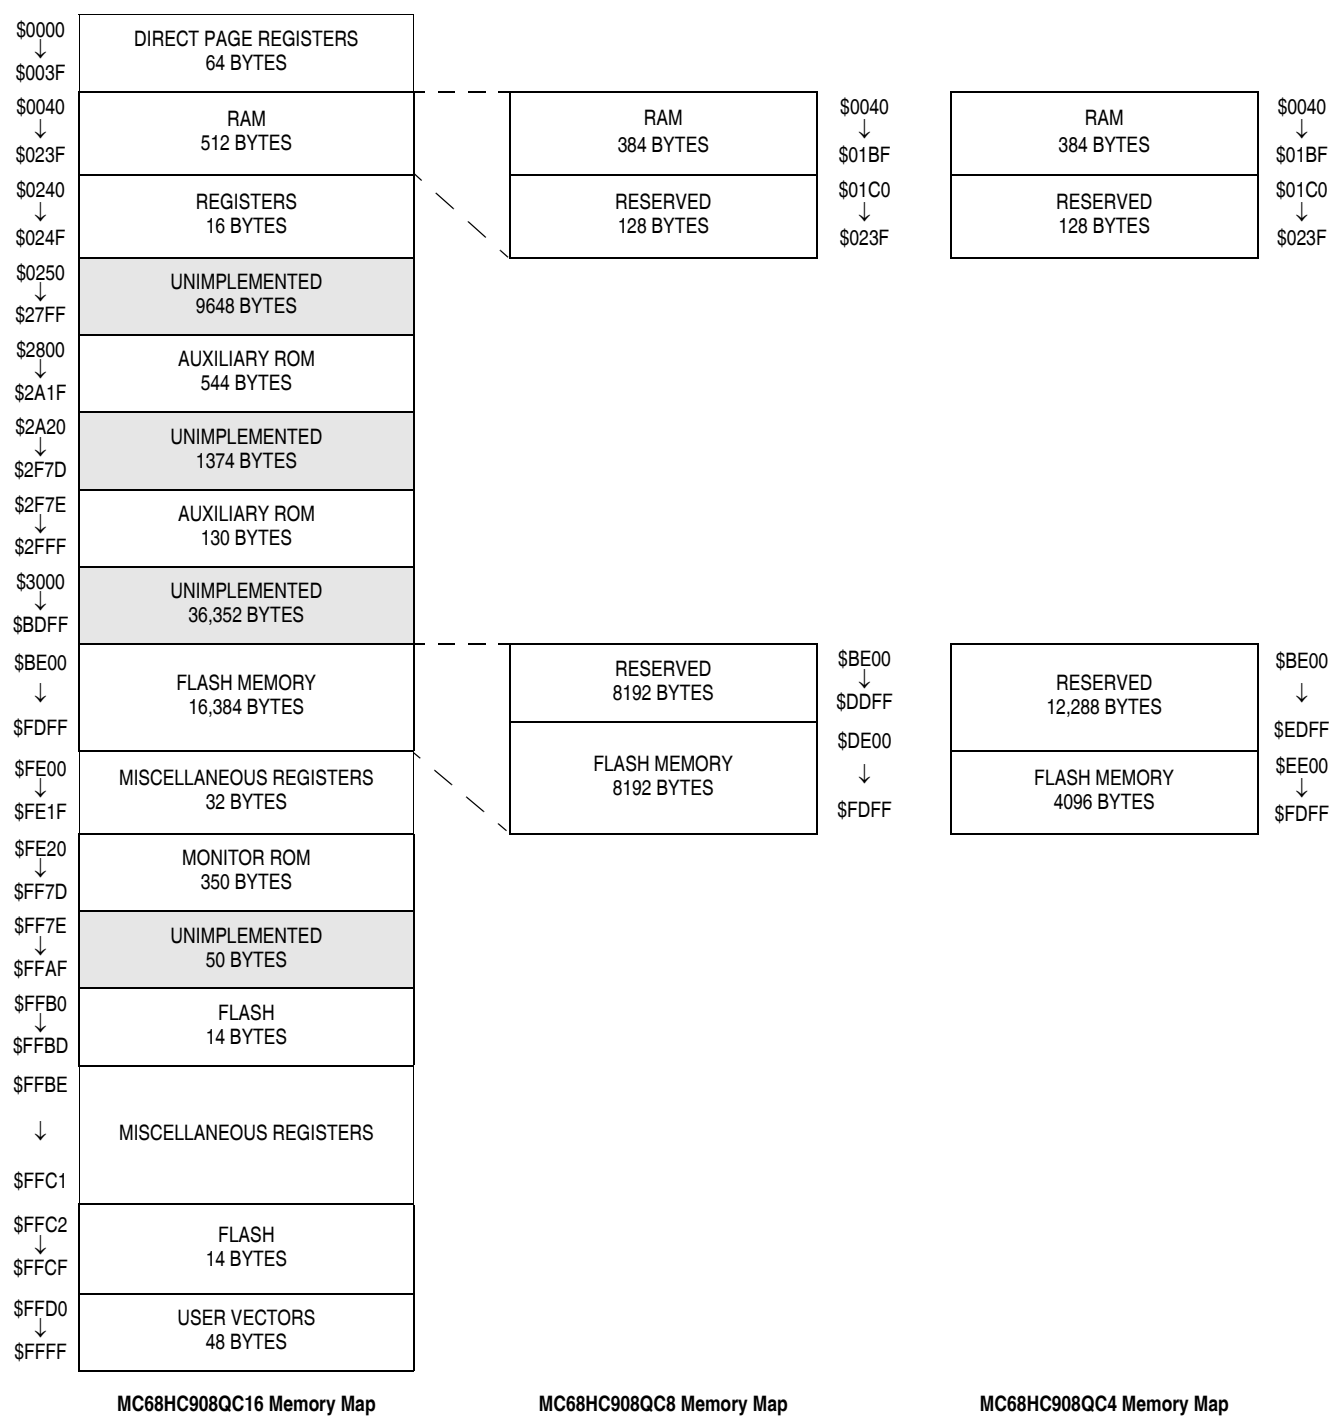 $0000
↓
$003F
DIRECT PAGE REGISTERS
64 BYTES
$0040
↓
$023F
RAM
512 BYTES
RAM
384 BYTES
$0040
↓
$01BF
RAM
384 BYTES
$0040
↓
$01BF
$0240
↓
$024F
REGISTERS
16 BYTES
RESERVED
128 BYTES
$01C0
↓
$023F
RESERVED
128 BYTES
$01C0
↓
$023F
$0250
↓
$27FF
UNIMPLEMENTED
9648 BYTES
$2800
↓
$2A1F
AUXILIARY ROM
544 BYTES
$2A20
↓
$2F7D
UNIMPLEMENTED
1374 BYTES
$2F7E
↓
$2FFF
AUXILIARY ROM
130 BYTES
$3000
↓
$BDFF
UNIMPLEMENTED
36,352 BYTES
$BE00
↓
$FDFF
FLASH MEMORY
16,384 BYTES
RESERVED
8192 BYTES
$BE00
↓
$DDFF
RESERVED
12,288 BYTES
$BE00
↓
$EDFF
$FE00
↓
$FE1F
MISCELLANEOUS REGISTERS
32 BYTES
FLASH MEMORY
8192 BYTES
$DE00
↓
$FDFF
FLASH MEMORY
4096 BYTES
$EE00
↓
$FDFF
$FE20
↓
$FF7D
MONITOR ROM
350 BYTES
$FF7E
↓
$FFAF
UNIMPLEMENTED
50 BYTES
$FFB0
↓
$FFBD
FLASH
14 BYTES
$FFBE
↓
$FFC1
MISCELLANEOUS REGISTERS
$FFC2
↓
$FFCF
FLASH
14 BYTES
$FFD0
↓
$FFFF
USER VECTORS
48 BYTES
MC68HC908QC16 Memory Map
MC68HC908QC8 Memory Map
MC68HC908QC4 Memory Map